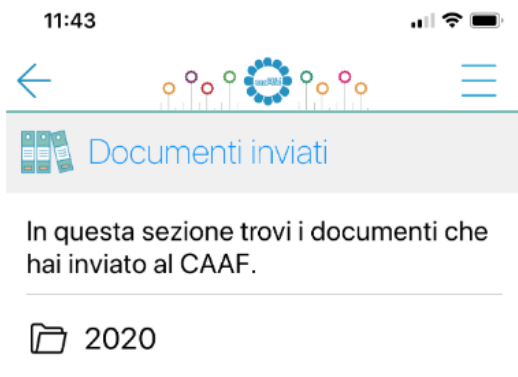 11:43
Documenti inviati
In questa sezione trovi i documenti che
hai inviato al CAAF.
2020